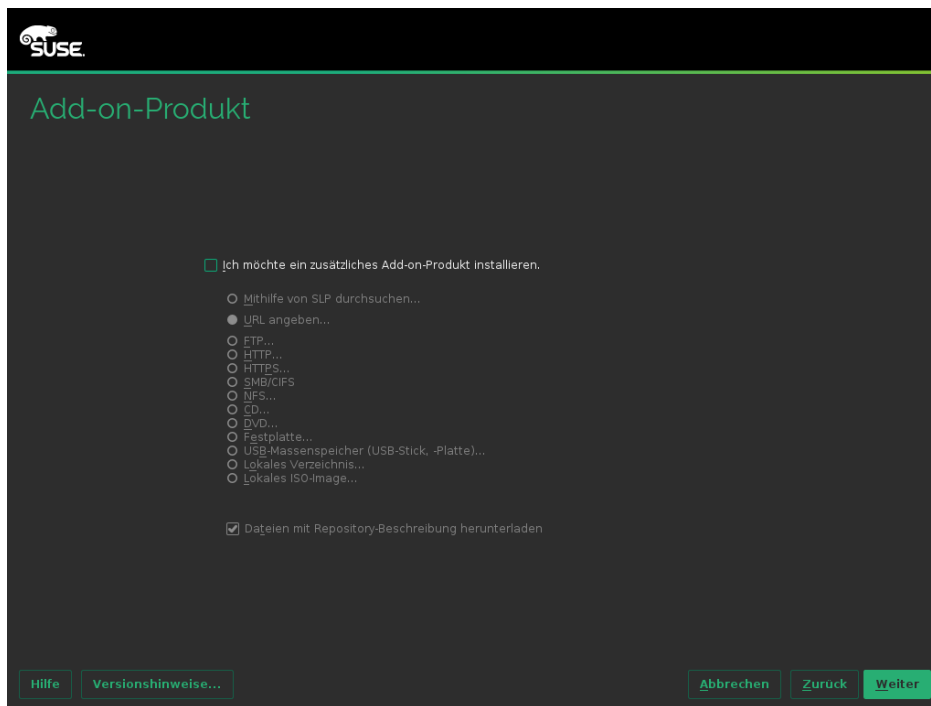 SUSE.
Add-on-Produkt
Ich möchte ein zusätzliches Add-on-Produkt installieren.
Mithilfe von SLP durchsuchen...
URL angeben...
FTP...
HTTP...
HTTPS...
SMB/CIFS
NFS...
CD...
DVD...
Festplatte...
USB-Massenspeicher (USB-Stick, -Platte)...
Lokales Verzeichnis...
Lokales ISO-Image...
Dateien mit Repository-Beschreibung herunterladen
Hilfe Versionshinweise... Abbrechen Zurück Weiter